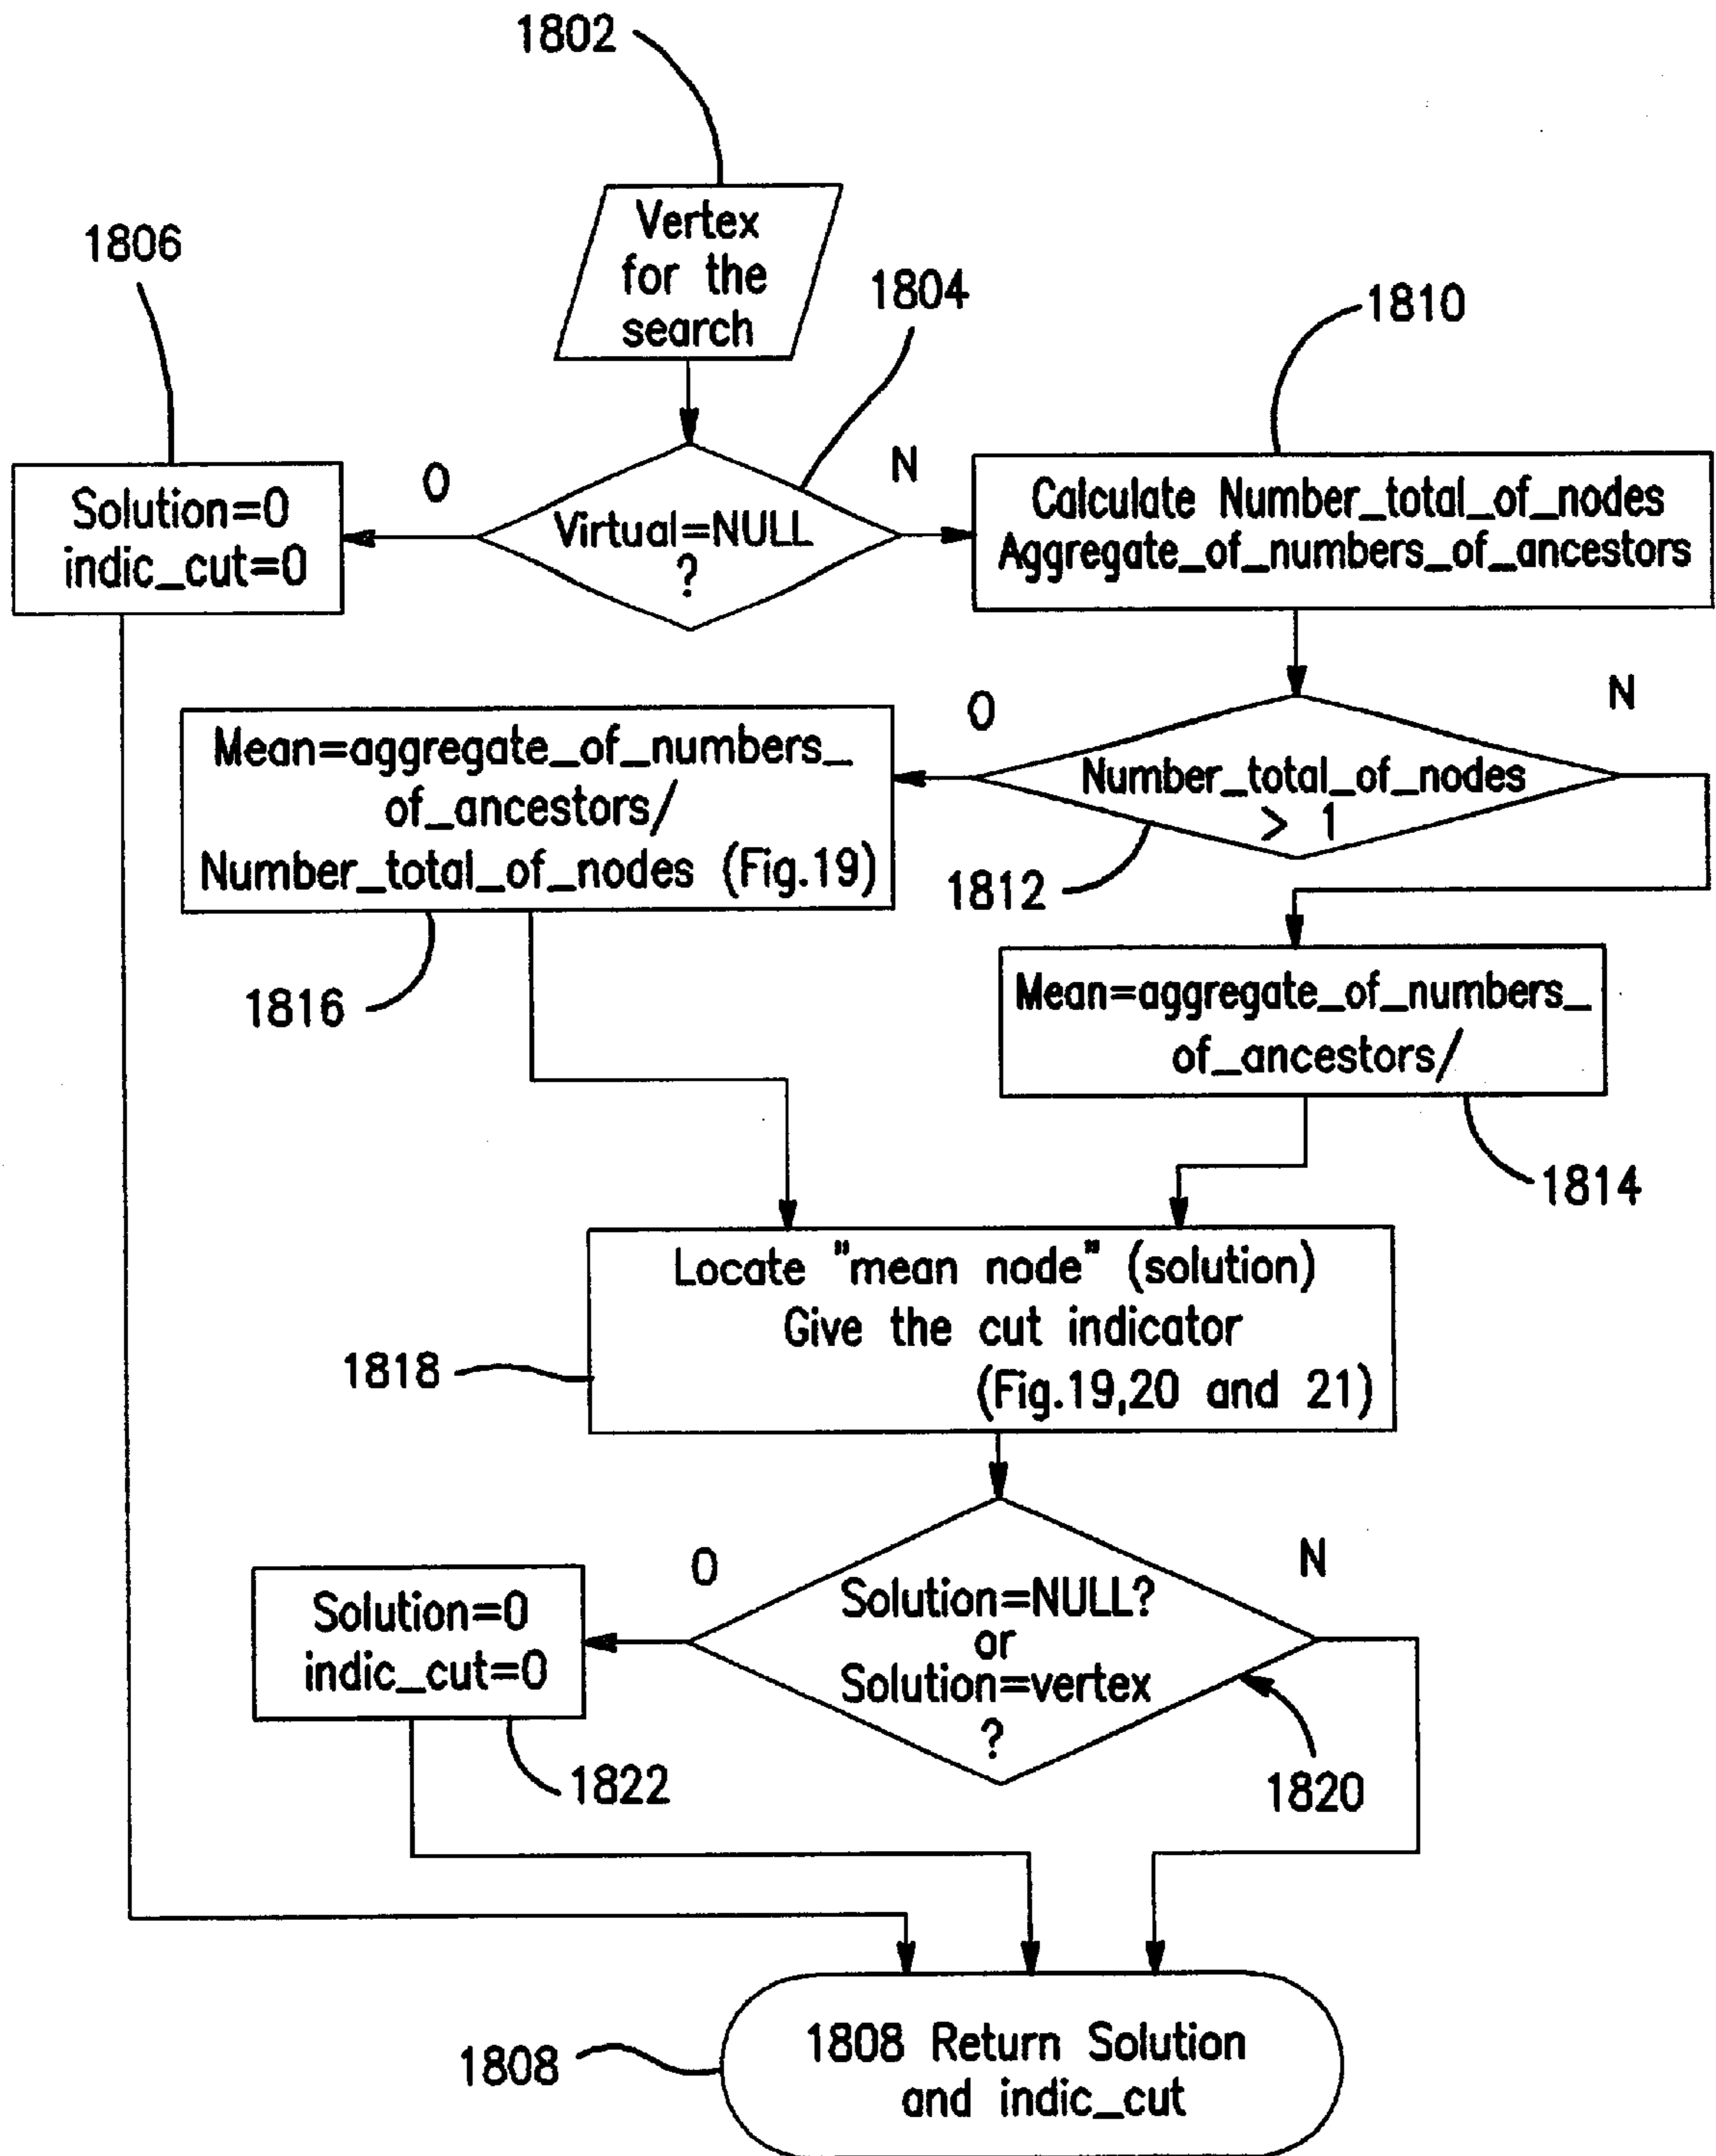 1802
Vertex
for the
search
1806
1804
1810
O
N
Solution=0
indic_cut=0
Virtual=NULL
?
Calculate Number_total_of_nodes
Aggregate_of_numbers_of_ancestors
O
N
Mean=aggregate_of_numbers_
of_ancestors/
Number_total_of_nodes (Fig.19)
Number_total_of_nodes
> 1
1812
1816
Mean=aggregate_of_numbers_
of_ancestors/
1814
Locate "mean node" (solution)
Give the cut indicator
(Fig.19,20 and 21)
1818
O
N
Solution=0
indic_cut=0
Solution=NULL?
or
Solution=vertex
?
1822
1820
1808
1808 Return Solution
and indic_cut